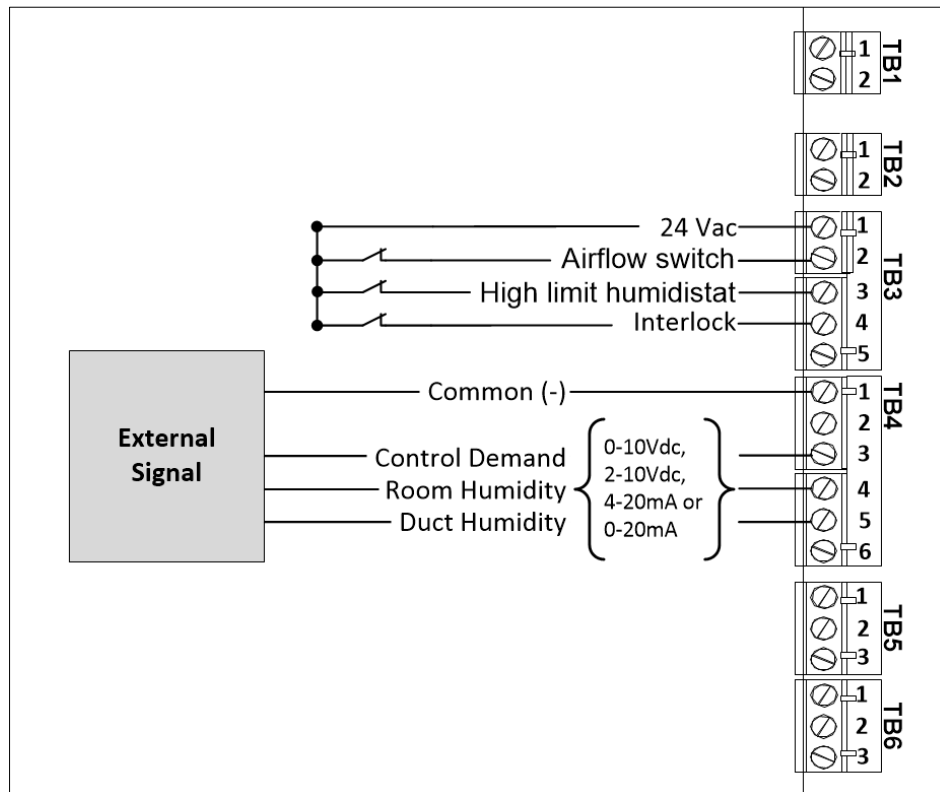 1
2
TB1
1
2
TB2
24 Vac
1
Airflow switch
2
High limit humidistat
3
Interlock
4
5
TB3
Common (-)
1
2
External
Signal
Control Demand
Room Humidity
Duct Humidity
0-10Vdc,
2-10Vdc,
4-20mA or
0-20mA
3
4
5
6
TB4
1
2
3
TB5
1
2
3
TB6